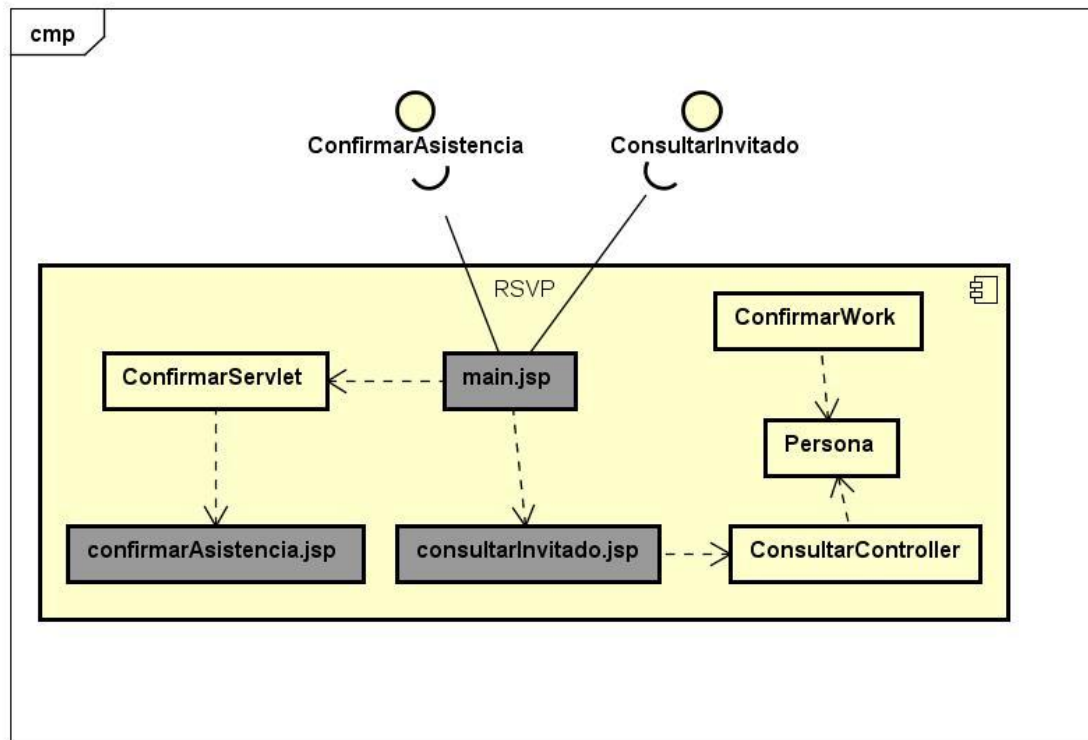 cmp
ConfirmarAsistencia
ConsultarInvitado
RSVP
ConfirmarWork
ConfirmarServlet
main.jsp
Persona
confirmarAsistencia.jsp
consultarInvitado.jsp
ConsultarController